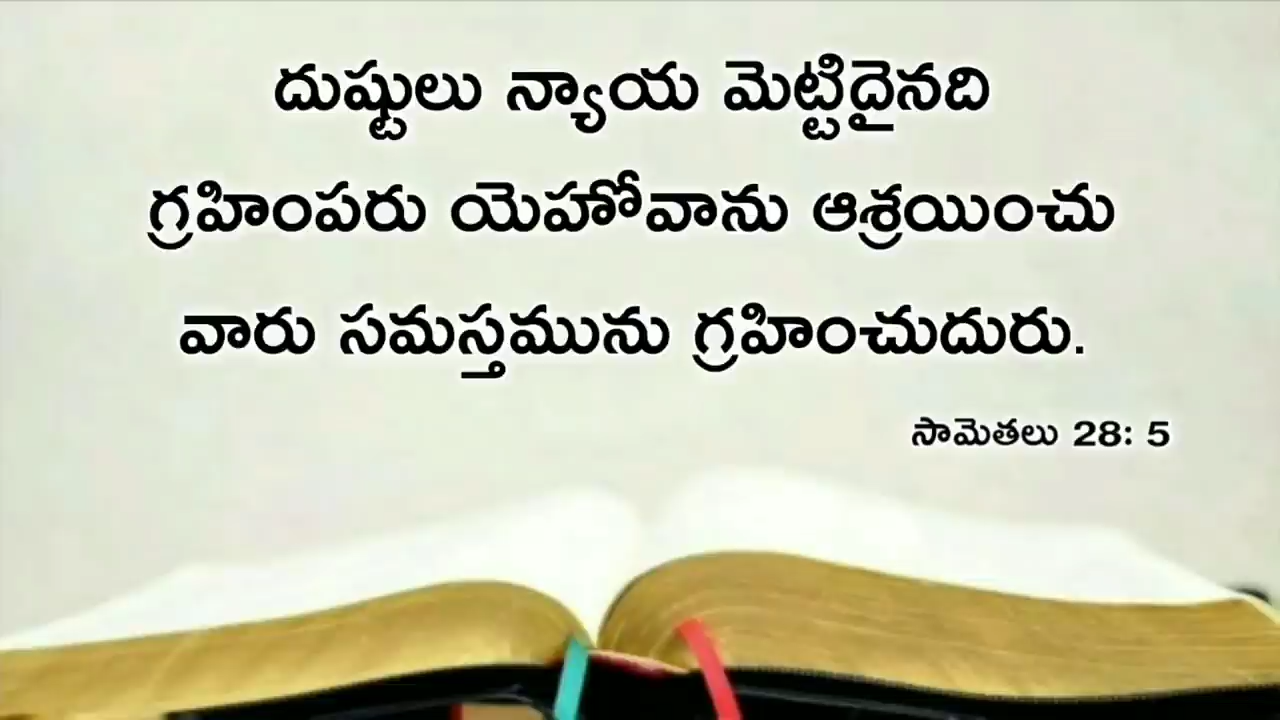 దుష్టులు న్యాయ మెట్టిదైనది
గ్రహింపరు యెహోవాను ఆశ్రయించు
వారు సమస్తమును గ్రహించుదురు.
సామెతలు 28: 5